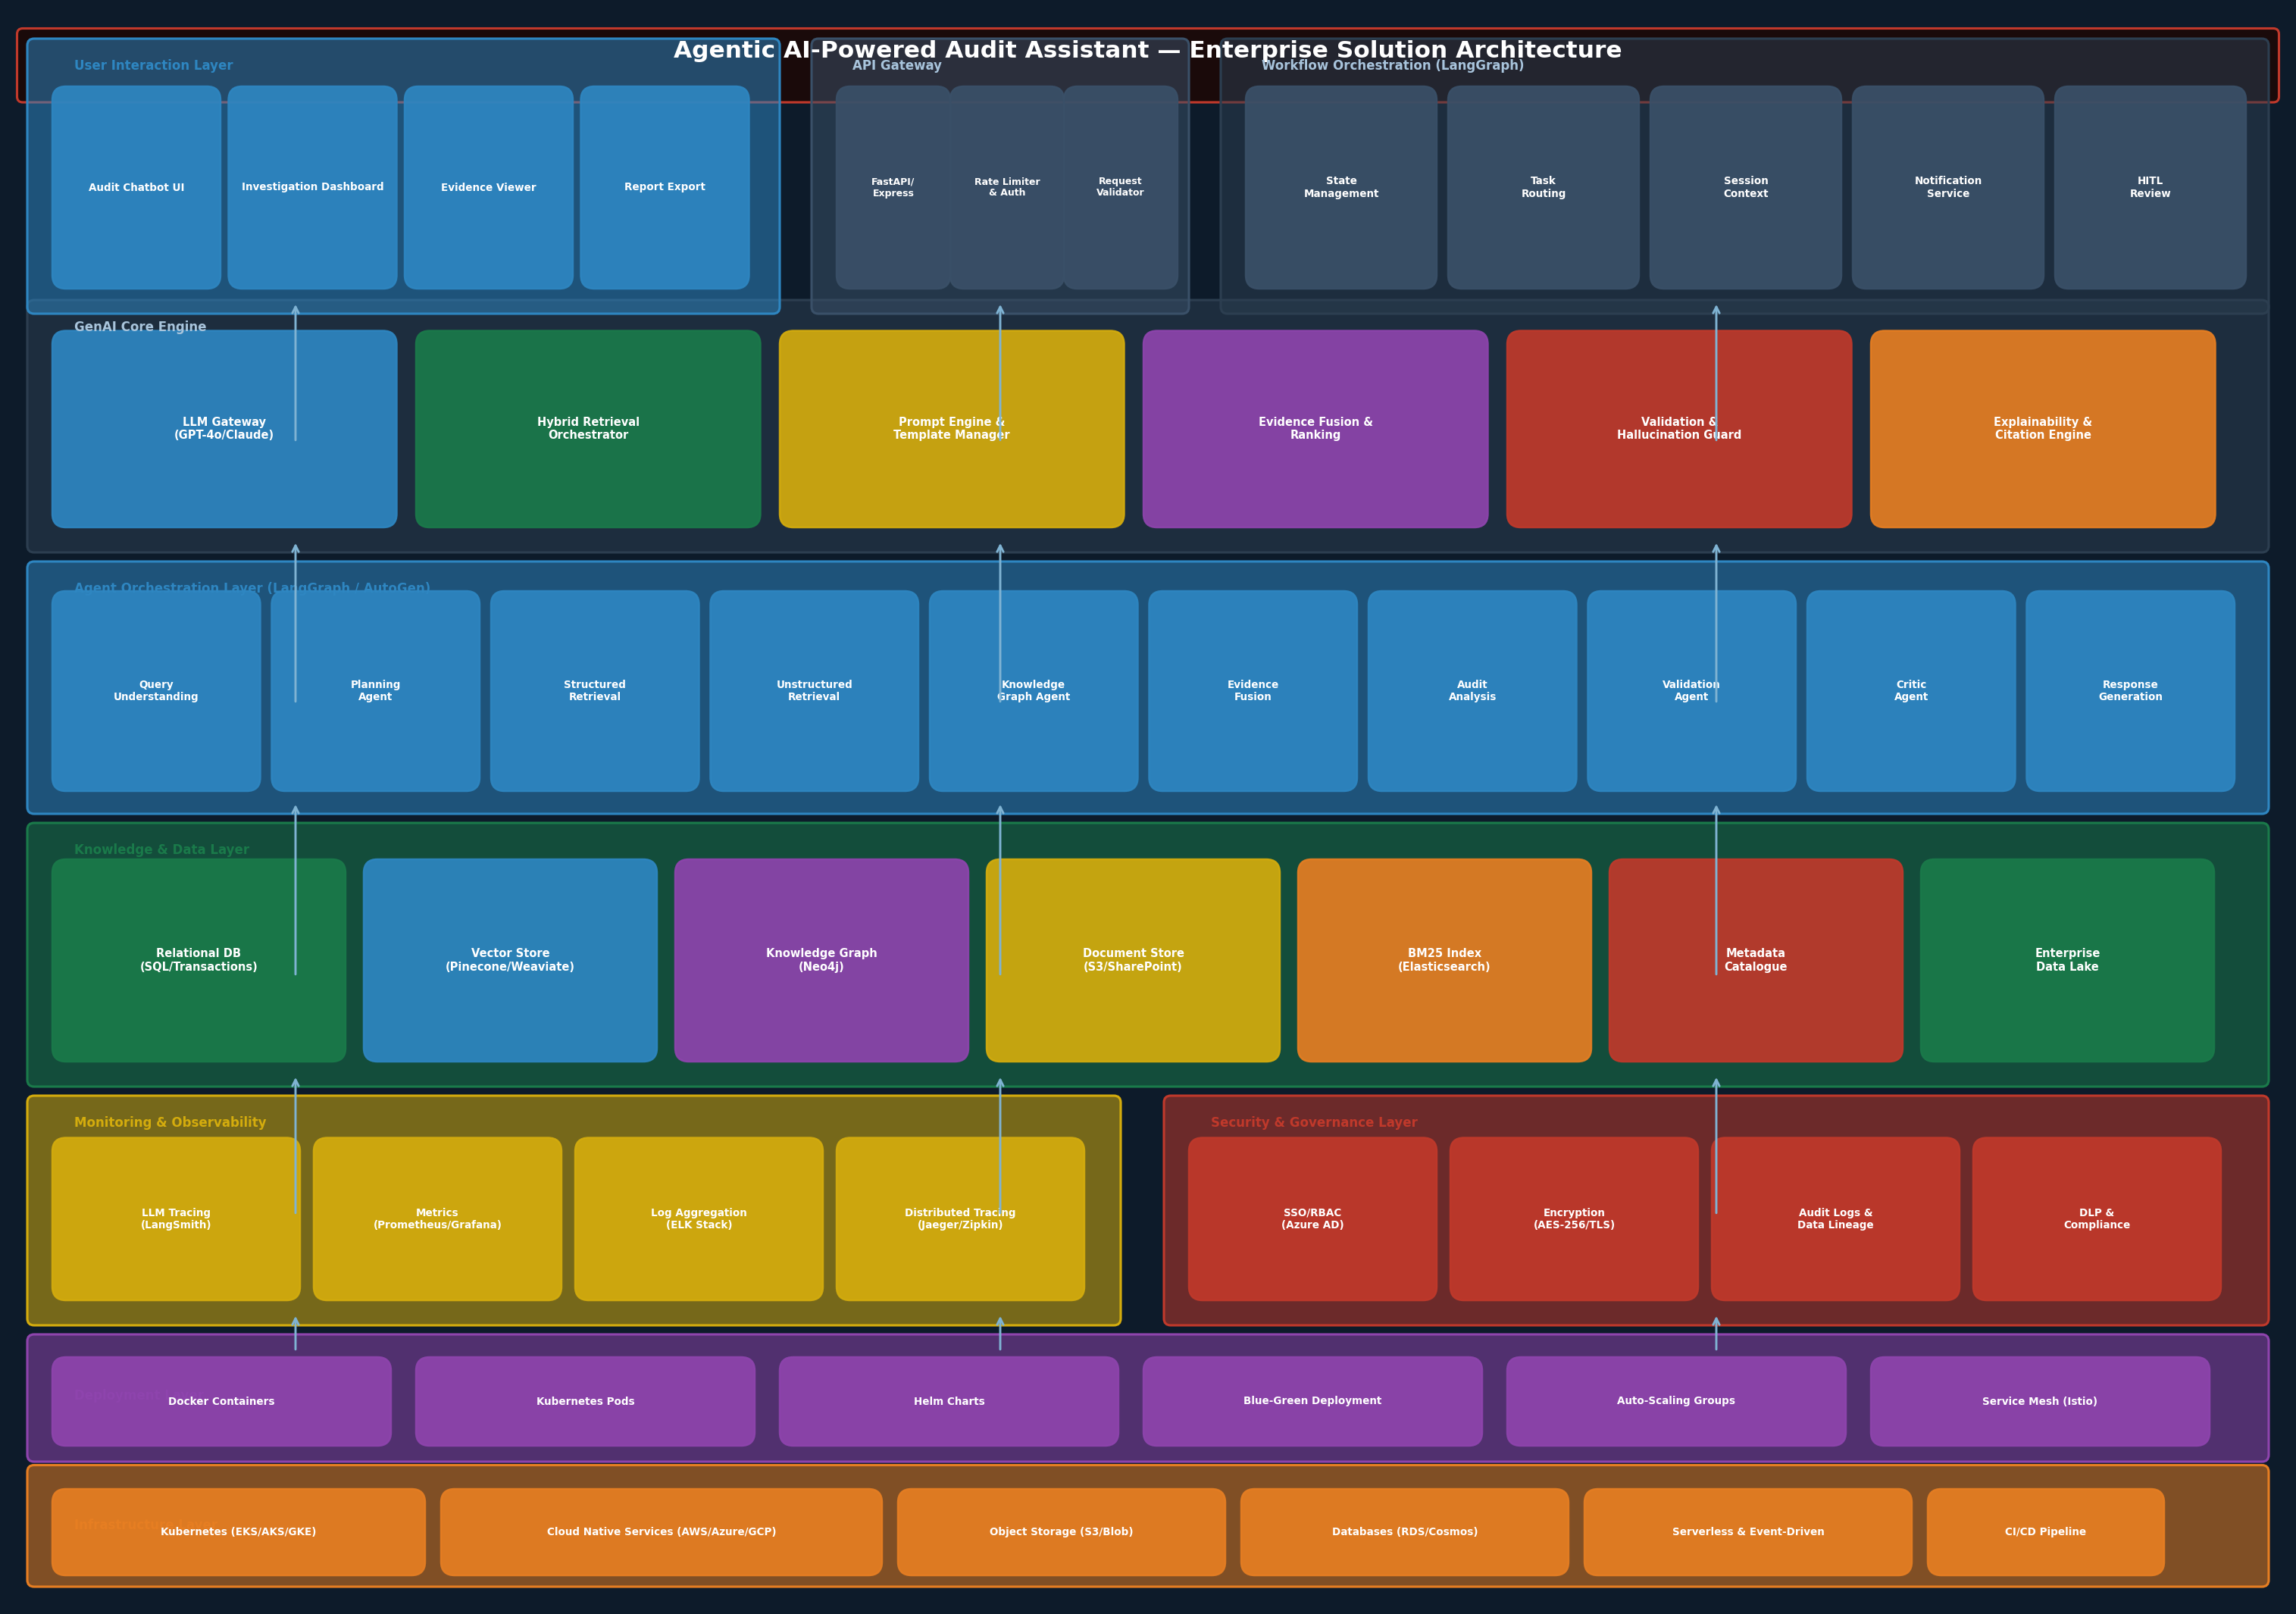 Agentic AI-Powered Audit Assistant — Enterprise Solution Architecture
User Interaction Layer
Audit Chatbot UI
Investigation Dashboard
Evidence Viewer
Report Export
API Gateway
FastAPI/
Express
Rate Limiter
& Auth
Request
Validator
Workflow Orchestration (LangGraph)
State
Management
Task
Routing
Session
Context
Notification
Service
HITL
Review
GenAI Core Engine
LLM Gateway
(GPT-4o/Claude)
Hybrid Retrieval
Orchestrator
Prompt Engine &
Template Manager
Evidence Fusion &
Ranking
Validation &
Hallucination Guard
Explainability &
Citation Engine
Agent Orchestration Layer (LangGraph / AutoGen)
Query
Understanding
Planning
Agent
Structured
Retrieval
Unstructured
Retrieval
Knowledge
Graph Agent
Evidence
Fusion
Audit
Analysis
Validation
Agent
Critic
Agent
Response
Generation
Knowledge & Data Layer
Relational DB
(SQL/Transactions)
Vector Store
(Pinecone/Weaviate)
Knowledge Graph
(Neo4j)
Document Store
(S3/SharePoint)
BM25 Index
(Elasticsearch)
Metadata
Catalogue
Enterprise
Data Lake
Monitoring & Observability
LLM Tracing
(LangSmith)
Metrics
(Prometheus/Grafana)
Log Aggregation
(ELK Stack)
Distributed Tracing
(Jaeger/Zipkin)
Security & Governance Layer
SSO/RBAC
(Azure AD)
Encryption
(AES-256/TLS)
Audit Logs &
Data Lineage
DLP &
Compliance
Docker Containers
Kubernetes Pods
Helm Charts
Blue-Green Deployment
Auto-Scaling Groups
Service Mesh (Istio)
Kubernetes (EKS/AKS/GKE)
Cloud Native Services (AWS/Azure/GCP)
Object Storage (S3/Blob)
Databases (RDS/Cosmos)
Serverless & Event-Driven
CI/CD Pipeline